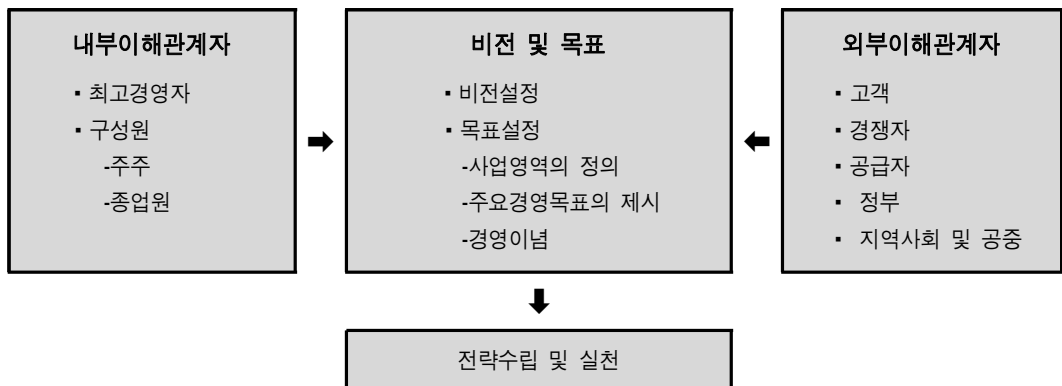 내부이해관계자
▪ 최고경영자
▪ 구성원
-주주
-종업원
비전 및 목표
▪ 비전설정
▪ 목표설정
-사업영역의 정의
-주요경영목표의 제시
-경영이념
외부이해관계자
▪ 고객
▪ 경쟁자
▪ 공급자
▪ 정부
▪ 지역사회 및 공중
전략수립 및 실천